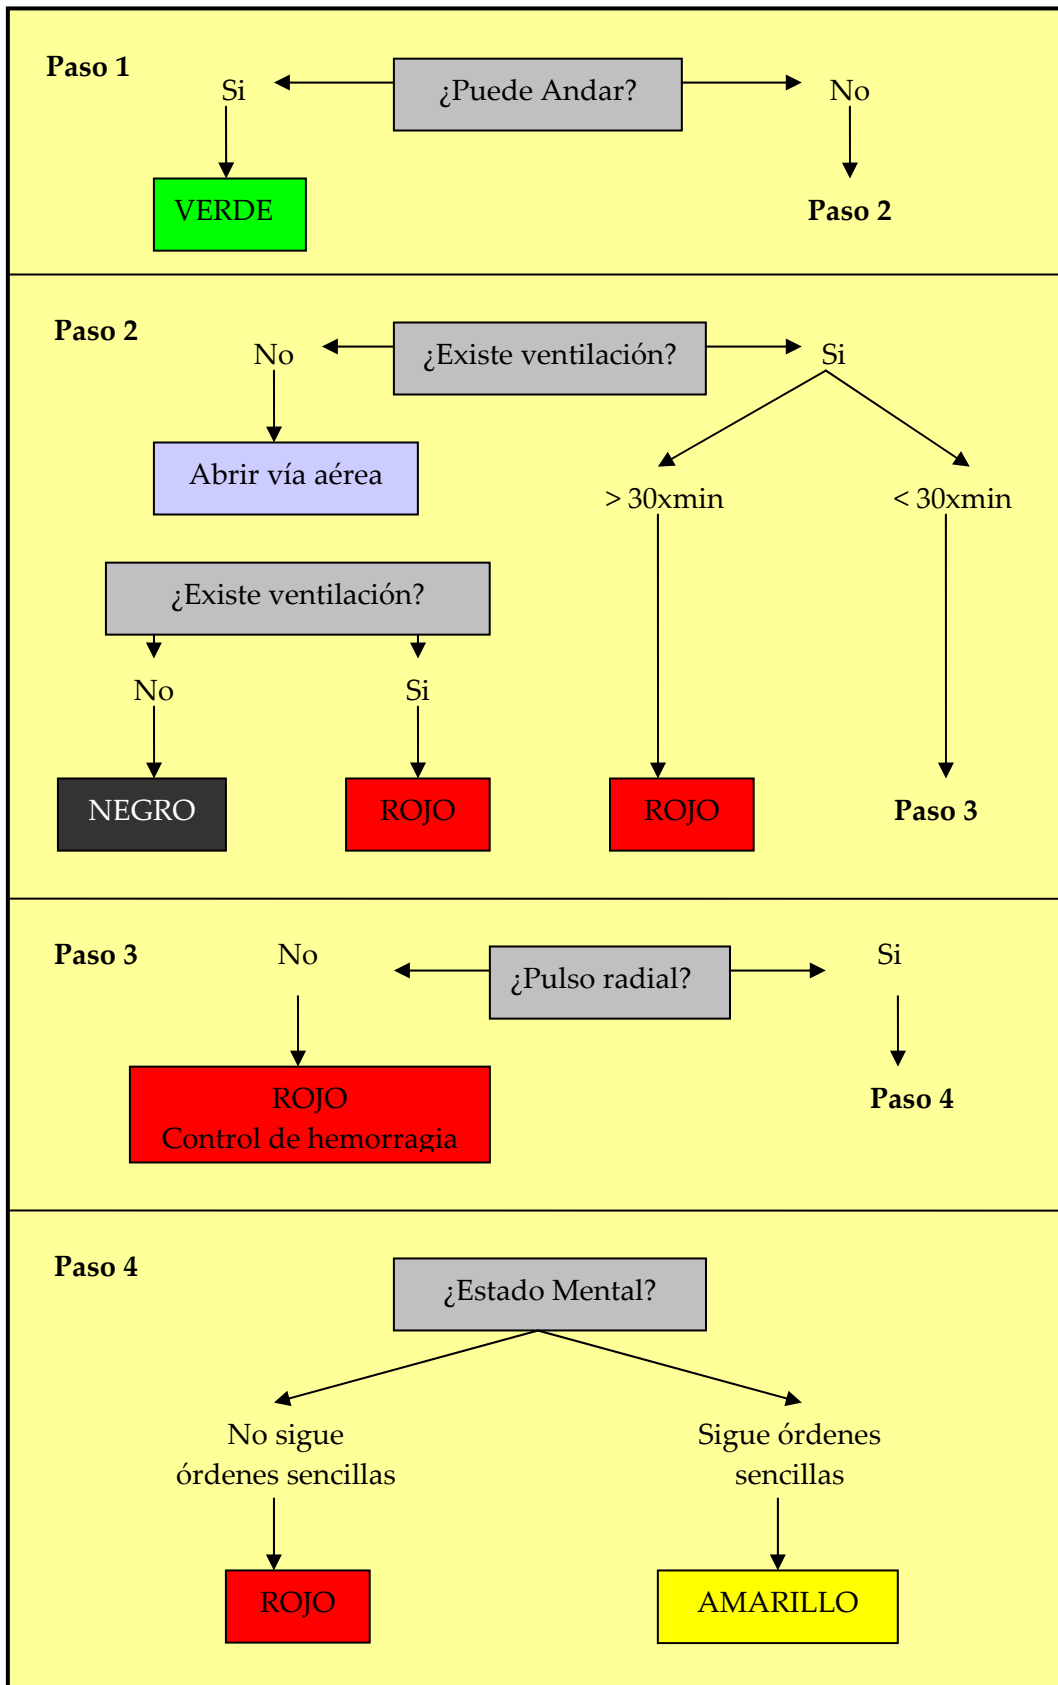 Paso 1
¿Puede Andar?
Si
No
VERDE
Paso 2
Paso 2
¿Existe ventilación?
No
Si
Abrir vía aérea
> 30xmin
< 30xmin
¿Existe ventilación?
No
Si
NEGRO
ROJO
ROJO
Paso 3
Paso 3
No
¿Pulso radial?
Si
ROJO
Control de hemorragia
Paso 4
Paso 4
¿Estado Mental?
No sigue
órdenes sencillas
Sigue órdenes
sencillas
ROJO
AMARILLO